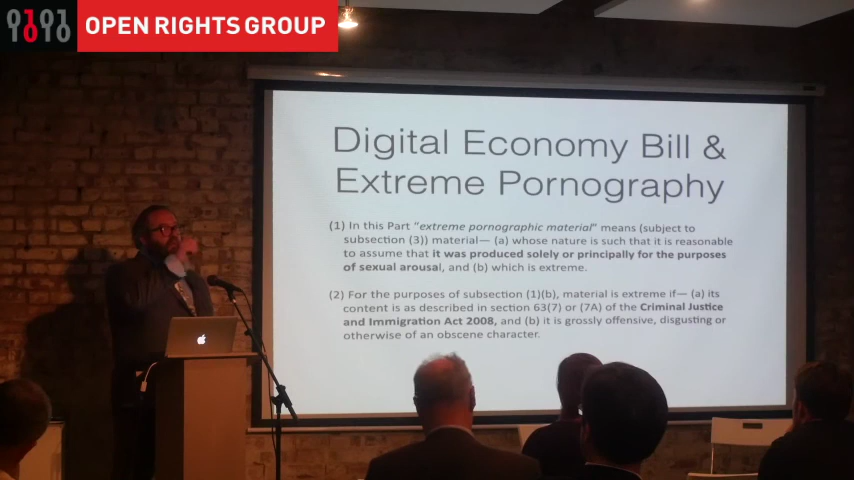 0101
1010
OPEN RIGHTS GROUP
Digital Economy Bill &
Extreme Pornography
(1) In this Part "extreme pornographic material" means (subject to
subsection (3)) material— (a) whose nature is such that it is reasonable
to assume that it was produced solely or principally for the purposes
of sexual arousal, and (b) which is extreme.
(2) For the purposes of subsection (1)(b), material is extreme if— (a) its
content is as described in section 63(7) or (7A) of the Criminal Justice
and Immigration Act 2008, and (b) it is grossly offensive, disgusting or
otherwise of an obscene character.